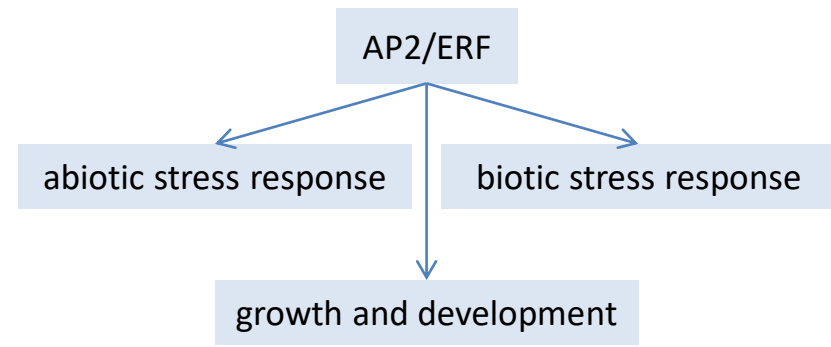 AP2/ERF
abiotic stress response
biotic stress response
growth and development